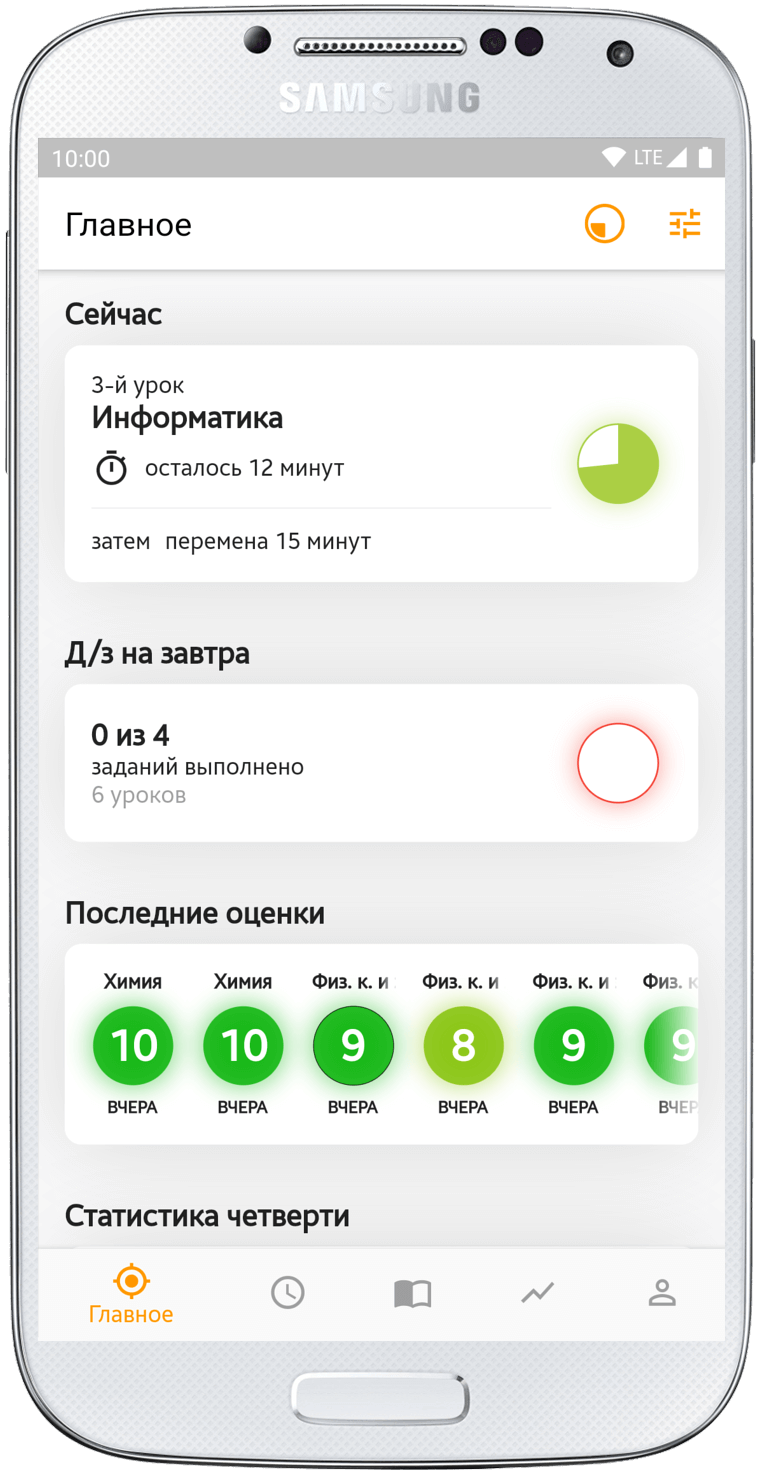 SAMSUNG
10:00 LTE
Главное
Сейчас
3-й урок
Информатика
осталось 12 минут
затем перемена 15 минут
Д/з на завтра
0 из 4
заданий выполнено
6 уроков
Последние оценки
Химия Химия Физ. к. и Физ. к. и Физ. к. и Физ. к
10 10 9 8 9 9
ВЧЕРА ВЧЕРА ВЧЕРА ВЧЕРА ВЧЕРА ВЧЕР
Статистика четверти
Главное